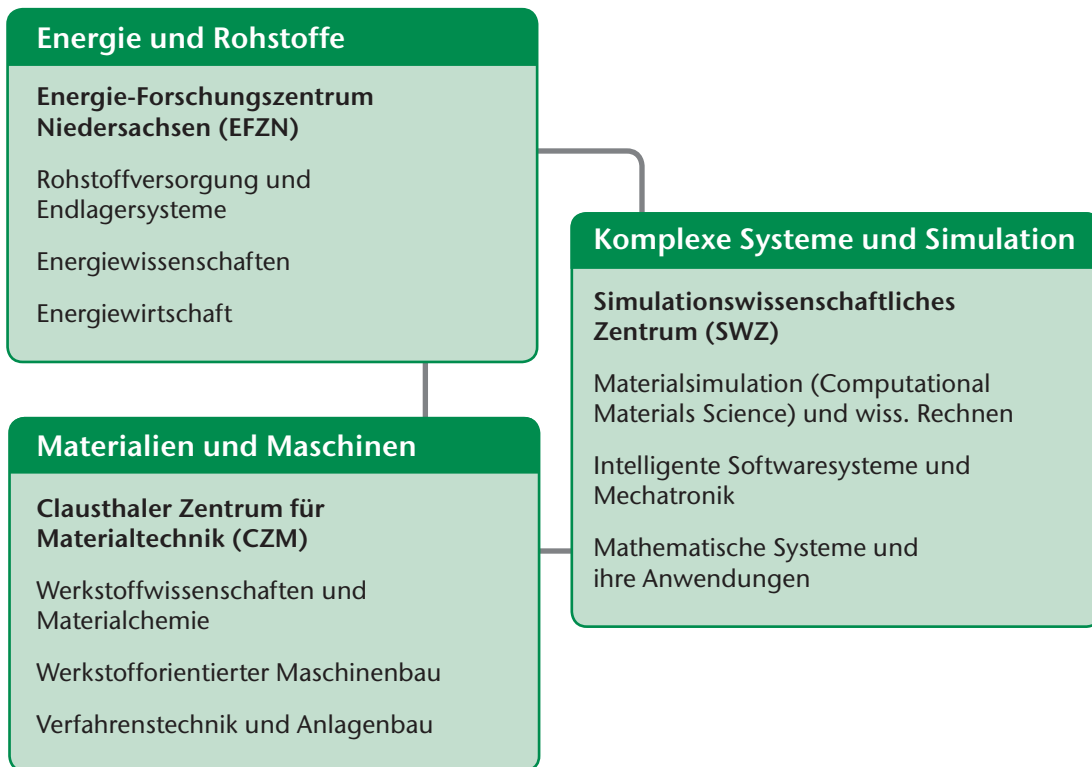 Energie und Rohstoffe
Energie-Forschungszentrum
Niedersachsen (EFZN)
Rohstoffversorgung und
Endlagersysteme
Energiewissenschaften
Energiewirtschaft
Komplexe Systeme und Simulation
Simulationswissenschaftliches
Zentrum (SWZ)
Materialsimulation (Computational
Materials Science) und wiss. Rechnen
Intelligente Softwaresysteme und
Mechatronik
Mathematische Systeme und
ihre Anwendungen
Materialien und Maschinen
Clausthaler Zentrum für
Materialtechnik (CZM)
Werkstoffwissenschaften und
Materialchemie
Werkstofforientierter Maschinenbau
Verfahrenstechnik und Anlagenbau